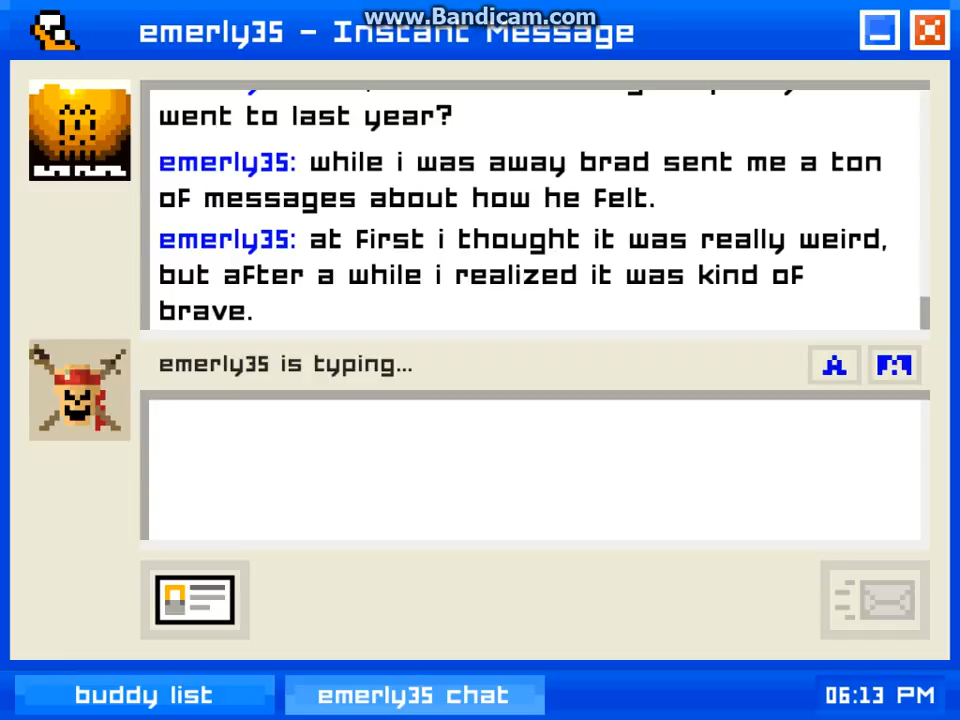 www.Bandicam.com
emerly35 - Instant Message
went to last year?
emerly35: while i was away brad sent me a ton
of messages about how he felt.
emerly35: at first i thought it was really weird,
but after a while i realized it was kind of
brave.
emerly35 is typing...
buddy list
emerly35 chat
06:13 PM